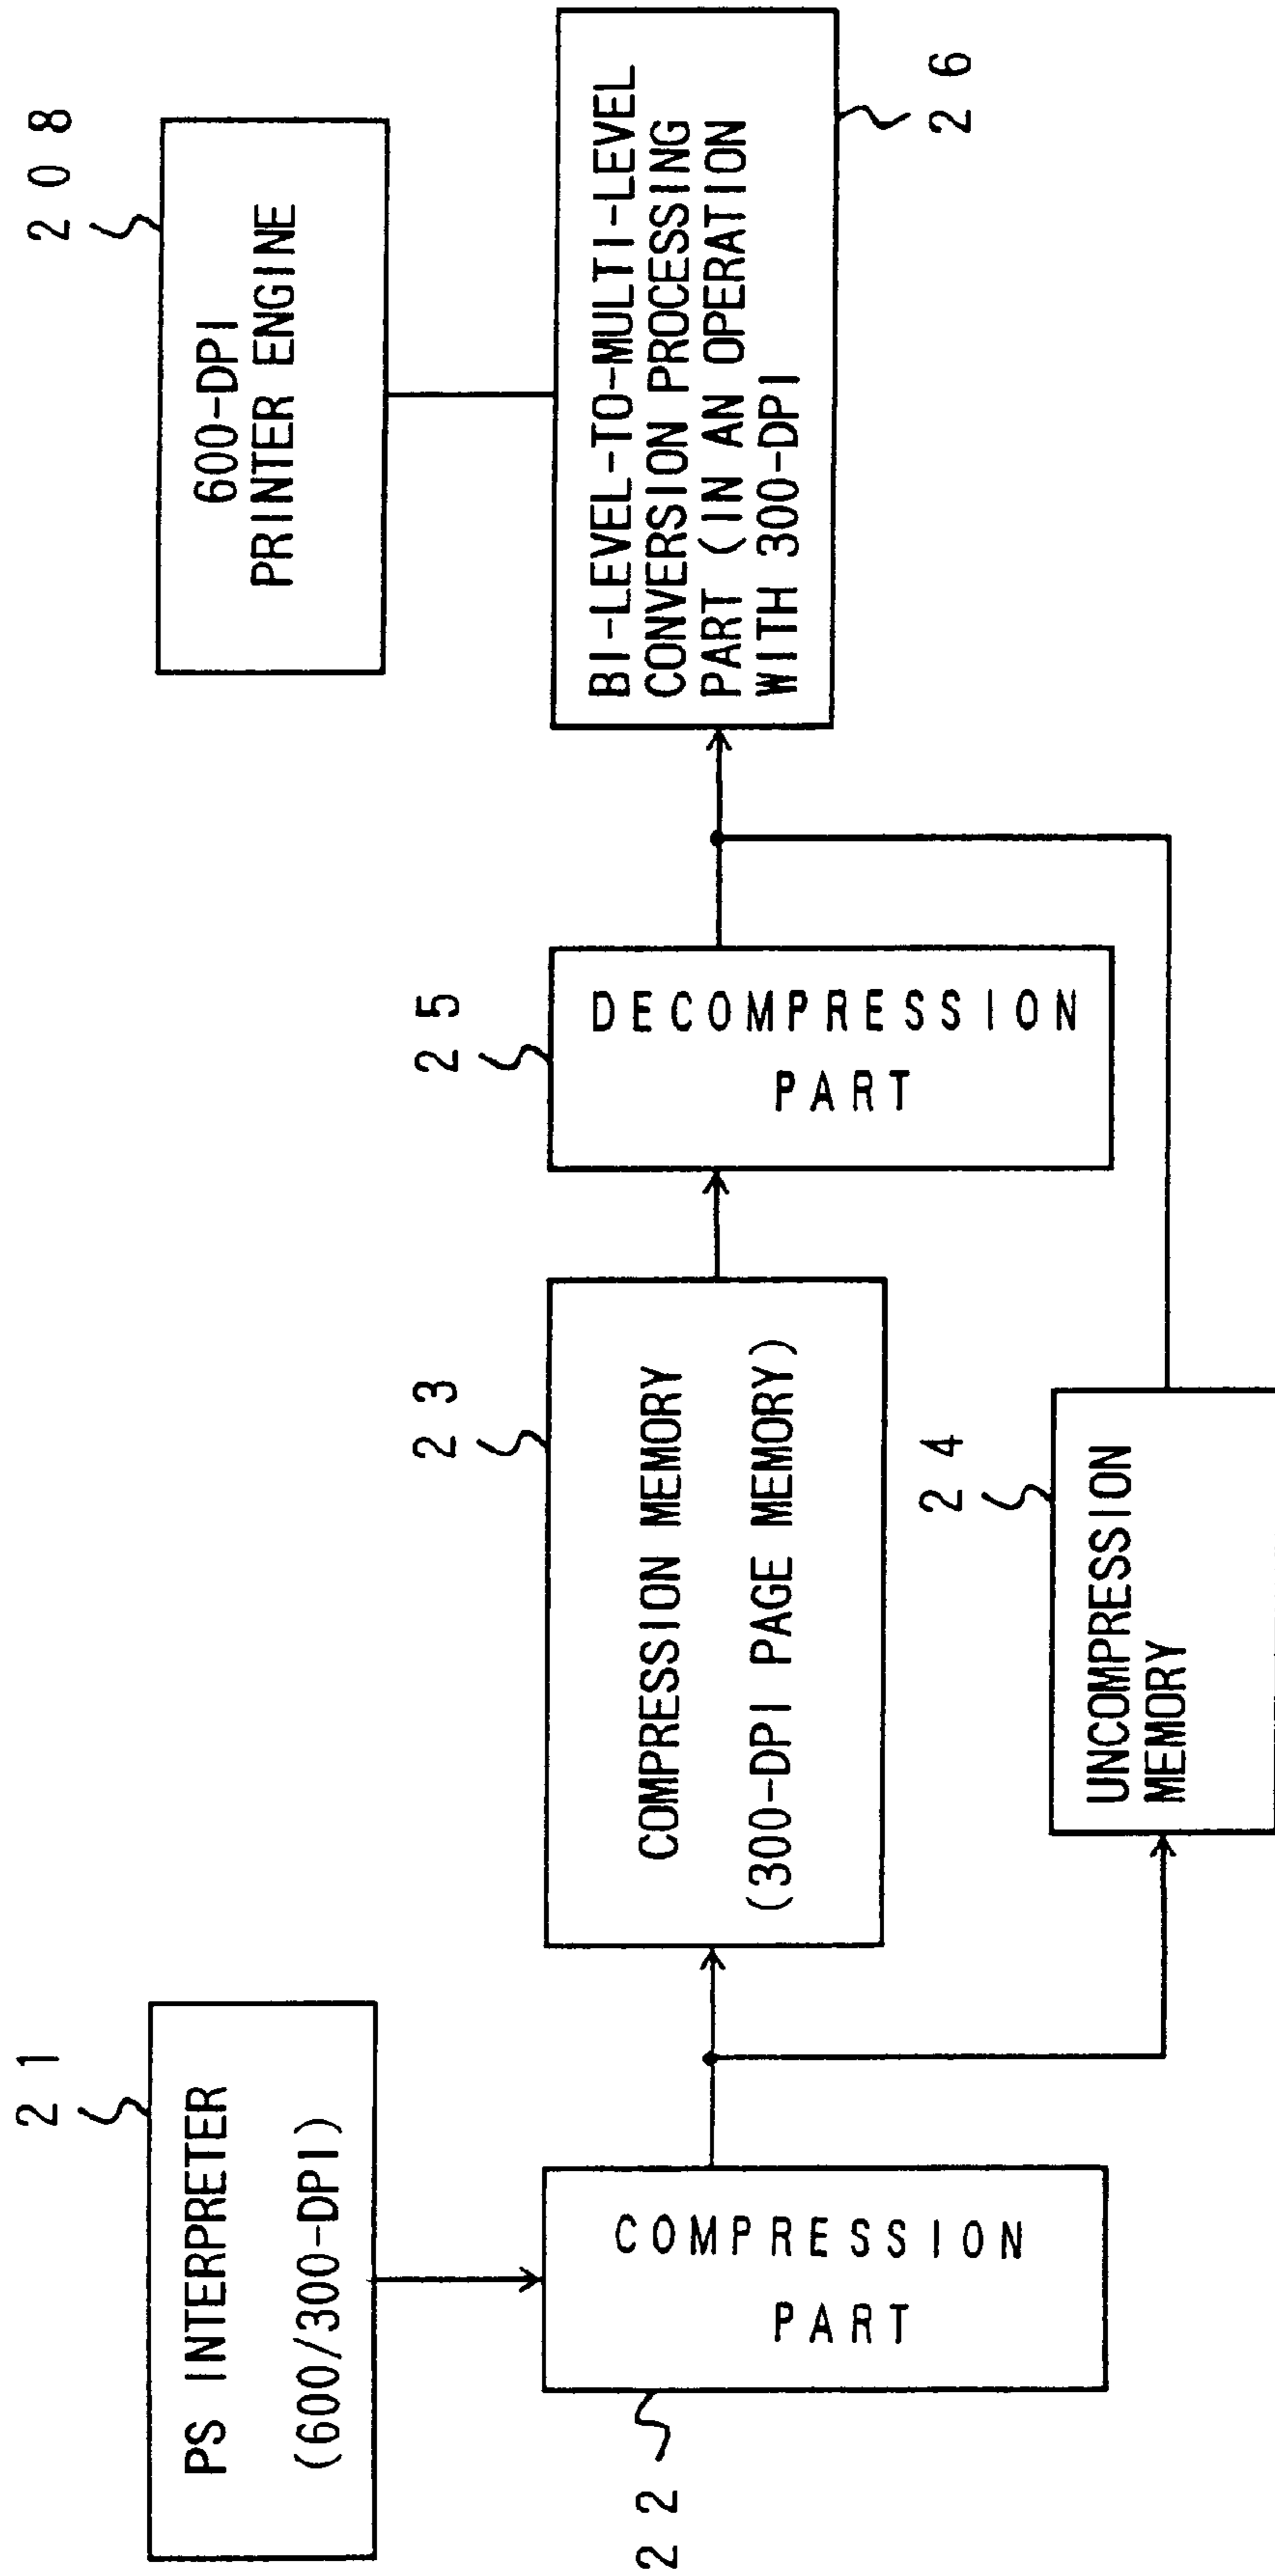 21
PS INTERPRETER
(600/300-DPI)
22
COMPRESSION
PART
23
COMPRESSION MEMORY
(300-DPI PAGE MEMORY)
24
UNCOMPRESSION
MEMORY
25
DECOMPRESSION
PART
208
600-DPI
PRINTER ENGINE
BI-LEVEL-TO-MULTI-LEVEL
CONVERSION PROCESSING
PART (IN AN OPERATION
WITH 300-DPI
26